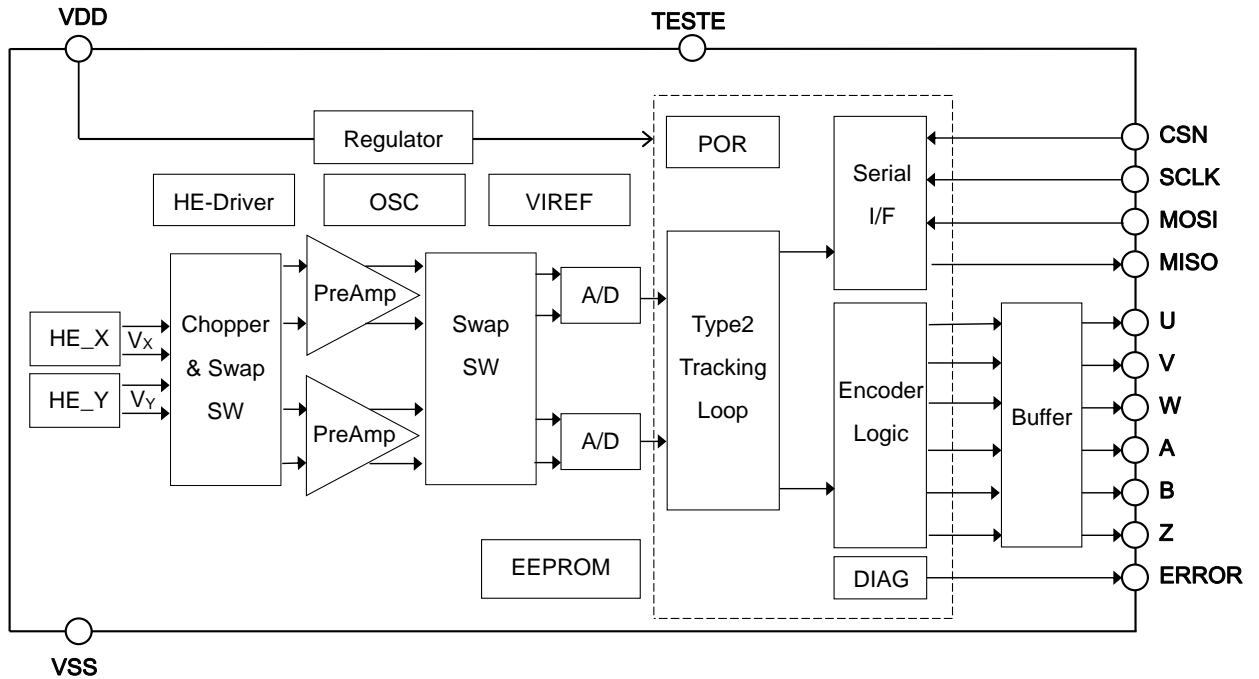 VDD
TESTE
Regulator
POR
Serial
I/F
CSN
SCLK
MOSI
MISO
HE-Driver
OSC
VIREF
HE_X
VX
HE_Y
VY
Chopper
& Swap
SW
PreAmp
PreAmp
Swap
SW
A/D
A/D
Type2
Tracking
Loop
Encoder
Logic
Buffer
U
V
W
A
B
Z
EEPROM
DIAG
ERROR
VSS